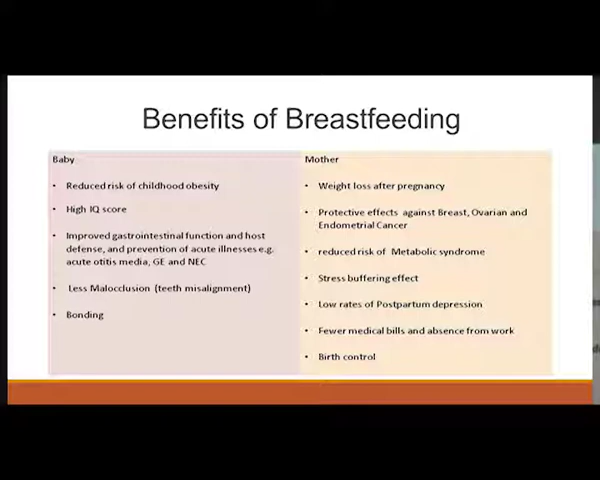 Benefits of Breastfeeding
Baby
• Reduced risk of childhood obesity
• High IQ score
• Improved gastrointestinal function and host
defense, and prevention of acute illnesses e.g.
acute otitis media, GE and NEC
• Less Malocclusion (teeth misalignment)
• Bonding
Mother
• Weight loss after pregnancy
• Protective effects against Breast, Ovarian and
Endometrial Cancer
• reduced risk of Metabolic syndrome
• Stress buffering effect
• Low rates of Postpartum depression
• Fewer medical bills and absence from work
• Birth control